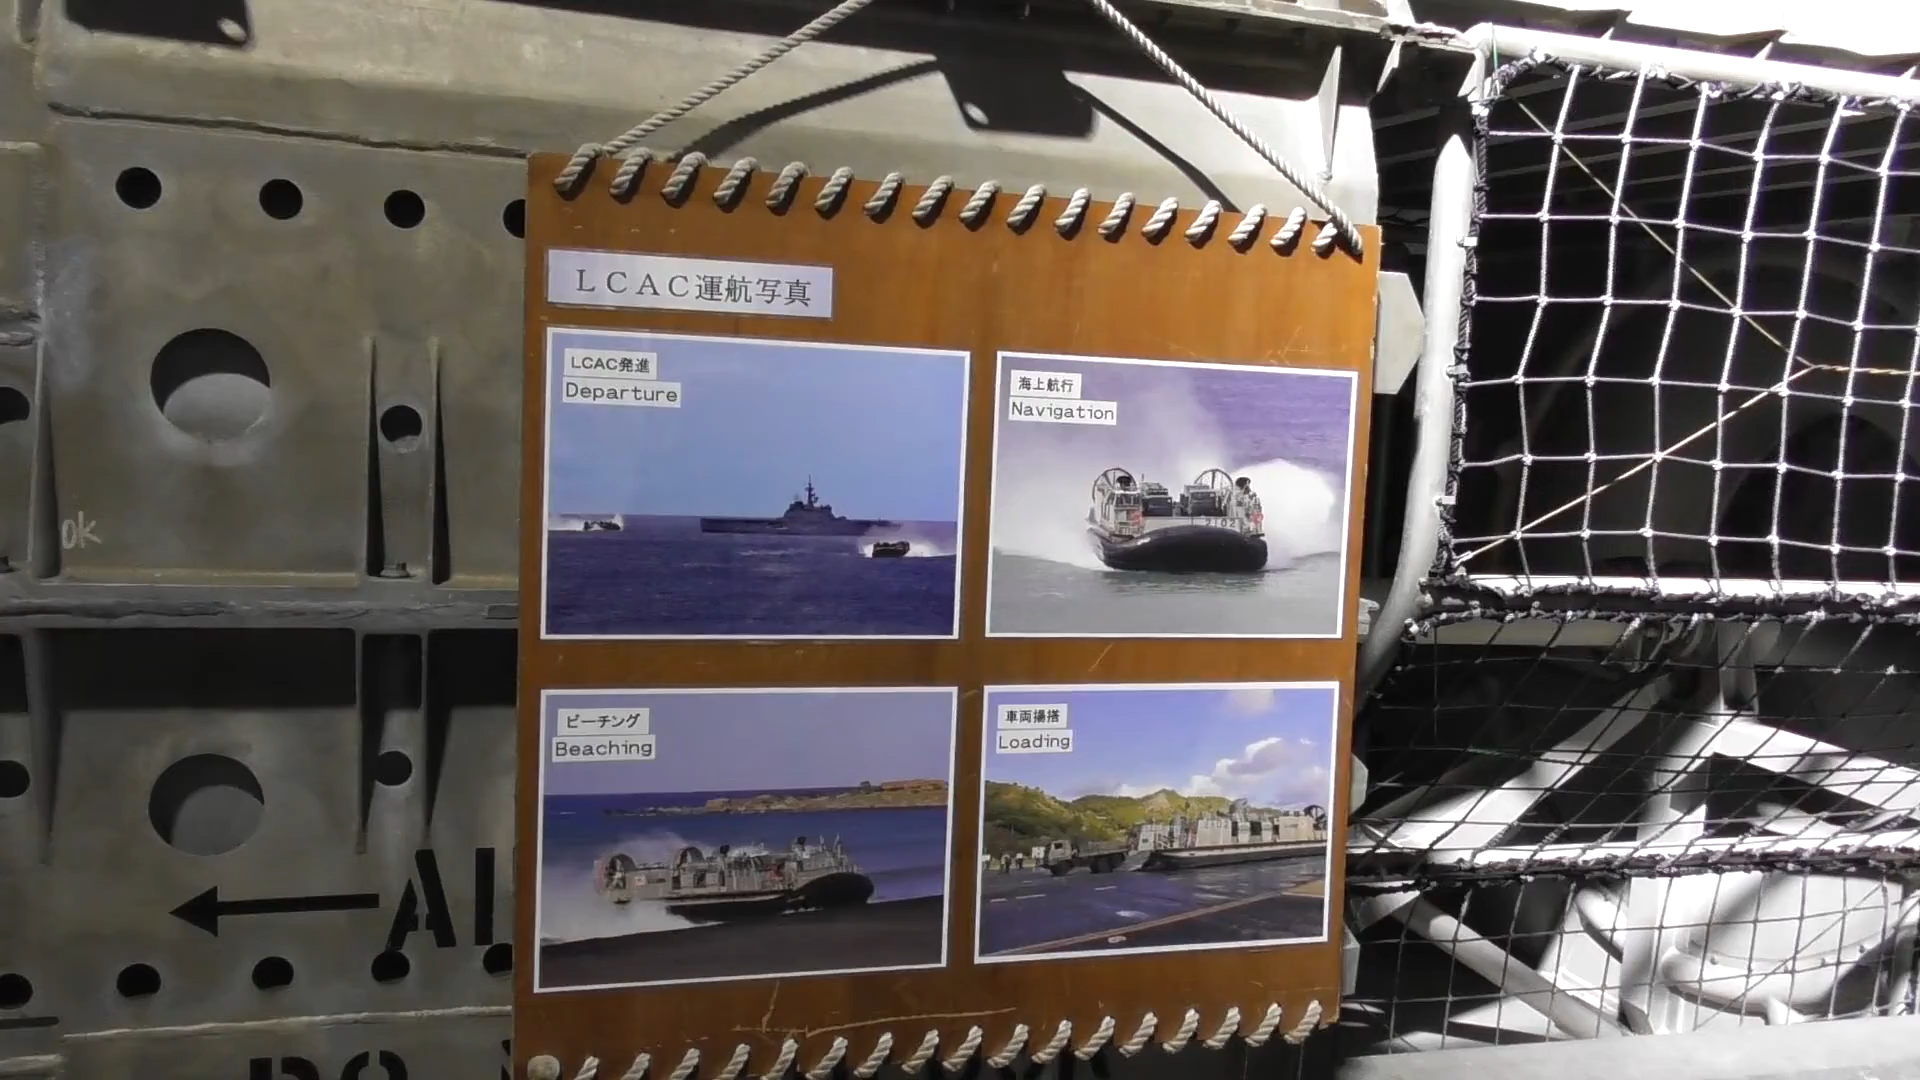 LCAC運航写真
LCAC発進
Departure
海上航行
Navigation
2102
ビーチング
Beaching
車両揚搭
Loading
ok